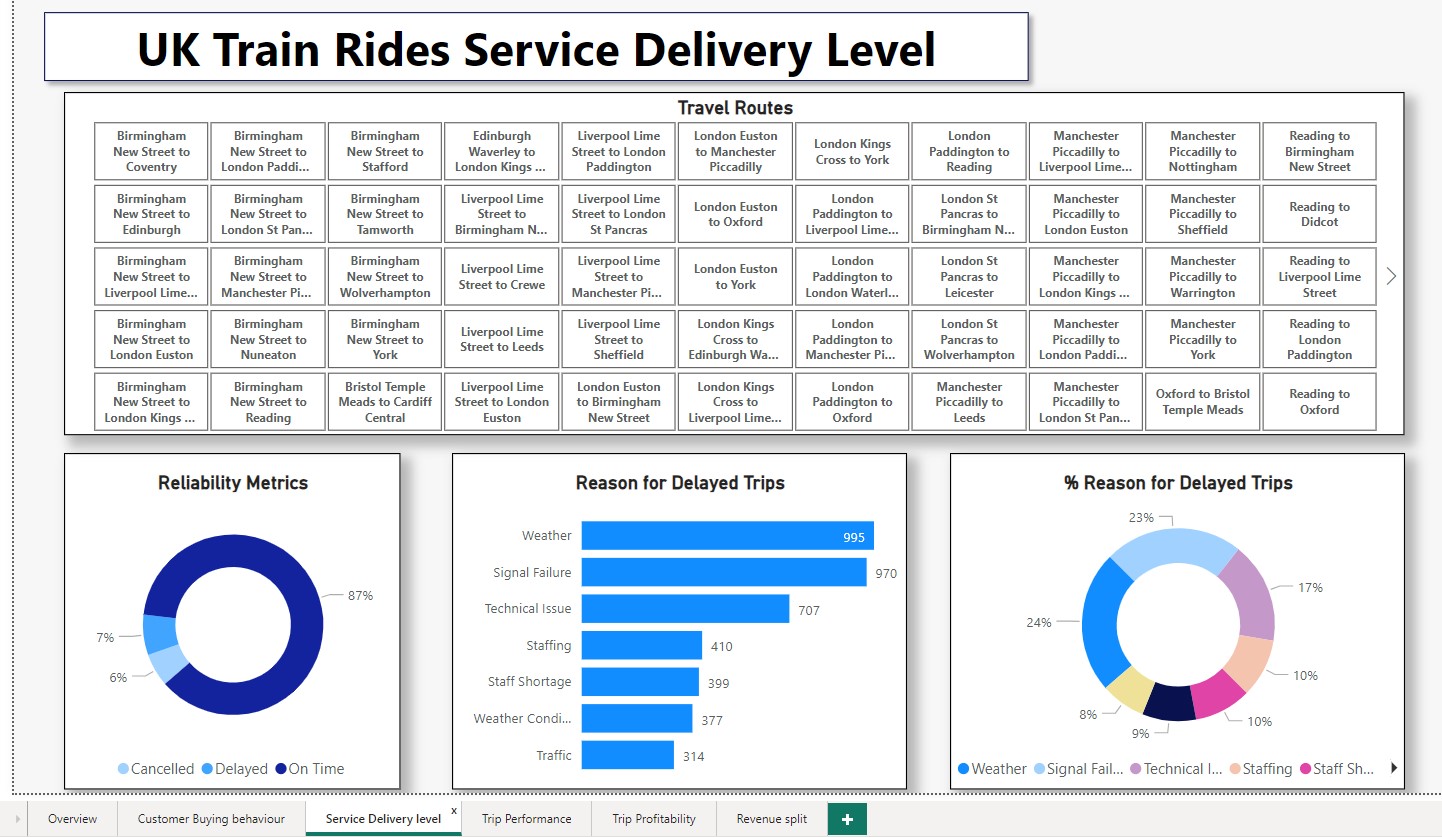 UK Train Rides Service Delivery Level
Travel Routes
Birmingham
New Street to
Coventry
Birmingham
New Street to
London Paddi...
Birmingham
New Street to
Stafford
Edinburgh
Waverley to
London Kings ...
Liverpool Lime
Street to London
Paddington
London Euston
to Manchester
Piccadilly
London Kings
Cross to York
London
Paddington to
Reading
Manchester
Piccadilly to
Liverpool Lime...
Manchester
Piccadilly to
Nottingham
Reading to
Birmingham
New Street
Birmingham
New Street to
Edinburgh
Birmingham
New Street to
London St Pan...
Birmingham
New Street to
Tamworth
Liverpool Lime
Street to
Birmingham N...
Liverpool Lime
Street to London
St Pancras
London Euston
to Oxford
London
Paddington to
Liverpool Lime...
London St
Pancras to
Birmingham N...
Manchester
Piccadilly to
London Euston
Manchester
Piccadilly to
Sheffield
Reading to
Didcot
Birmingham
New Street to
Liverpool Lime...
Birmingham
New Street to
Manchester Pi...
Birmingham
New Street to
Wolverhampton
Liverpool Lime
Street to Crewe
Liverpool Lime
Street to
Manchester Pi...
London Euston
to York
London
Paddington to
London Waterl...
London St
Pancras to
Leicester
Manchester
Piccadilly to
London Kings ...
Manchester
Piccadilly to
Warrington
Reading to
Liverpool Lime
Street
Birmingham
New Street to
London Euston
Birmingham
New Street to
Nuneaton
Birmingham
New Street to
York
Liverpool Lime
Street to Leeds
Liverpool Lime
Street to
Sheffield
London Kings
Cross to
Edinburgh Wa...
London
Paddington to
Manchester Pi...
London St
Pancras to
Wolverhampton
Manchester
Piccadilly to
London Paddi...
Manchester
Piccadilly to
York
Reading to
London
Paddington
Birmingham
New Street to
London Kings ...
Birmingham
New Street to
Reading
Bristol Temple
Meads to Cardiff
Central
Liverpool Lime
Street to London
Euston
London Euston
to Birmingham
New Street
London Kings
Cross to
Liverpool Lime...
London
Paddington to
Oxford
Manchester
Piccadilly to
Leeds
Manchester
Piccadilly to
London St Pan...
Oxford to Bristol
Temple Meads
Reading to
Oxford
Reliability Metrics
87%
7%
6%
Cancelled Delayed On Time
Reason for Delayed Trips
Weather 995
Signal Failure 970
Technical Issue 707
Staffing 410
Staff Shortage 399
Weather Condi... 377
Traffic 314
% Reason for Delayed Trips
23%
17%
24%
10%
8%
10%
9%
Weather Signal Fail... Technical I... Staffing Staff Sh...
Overview Customer Buying behaviour Service Delivery level x Trip Performance Trip Profitability Revenue split +